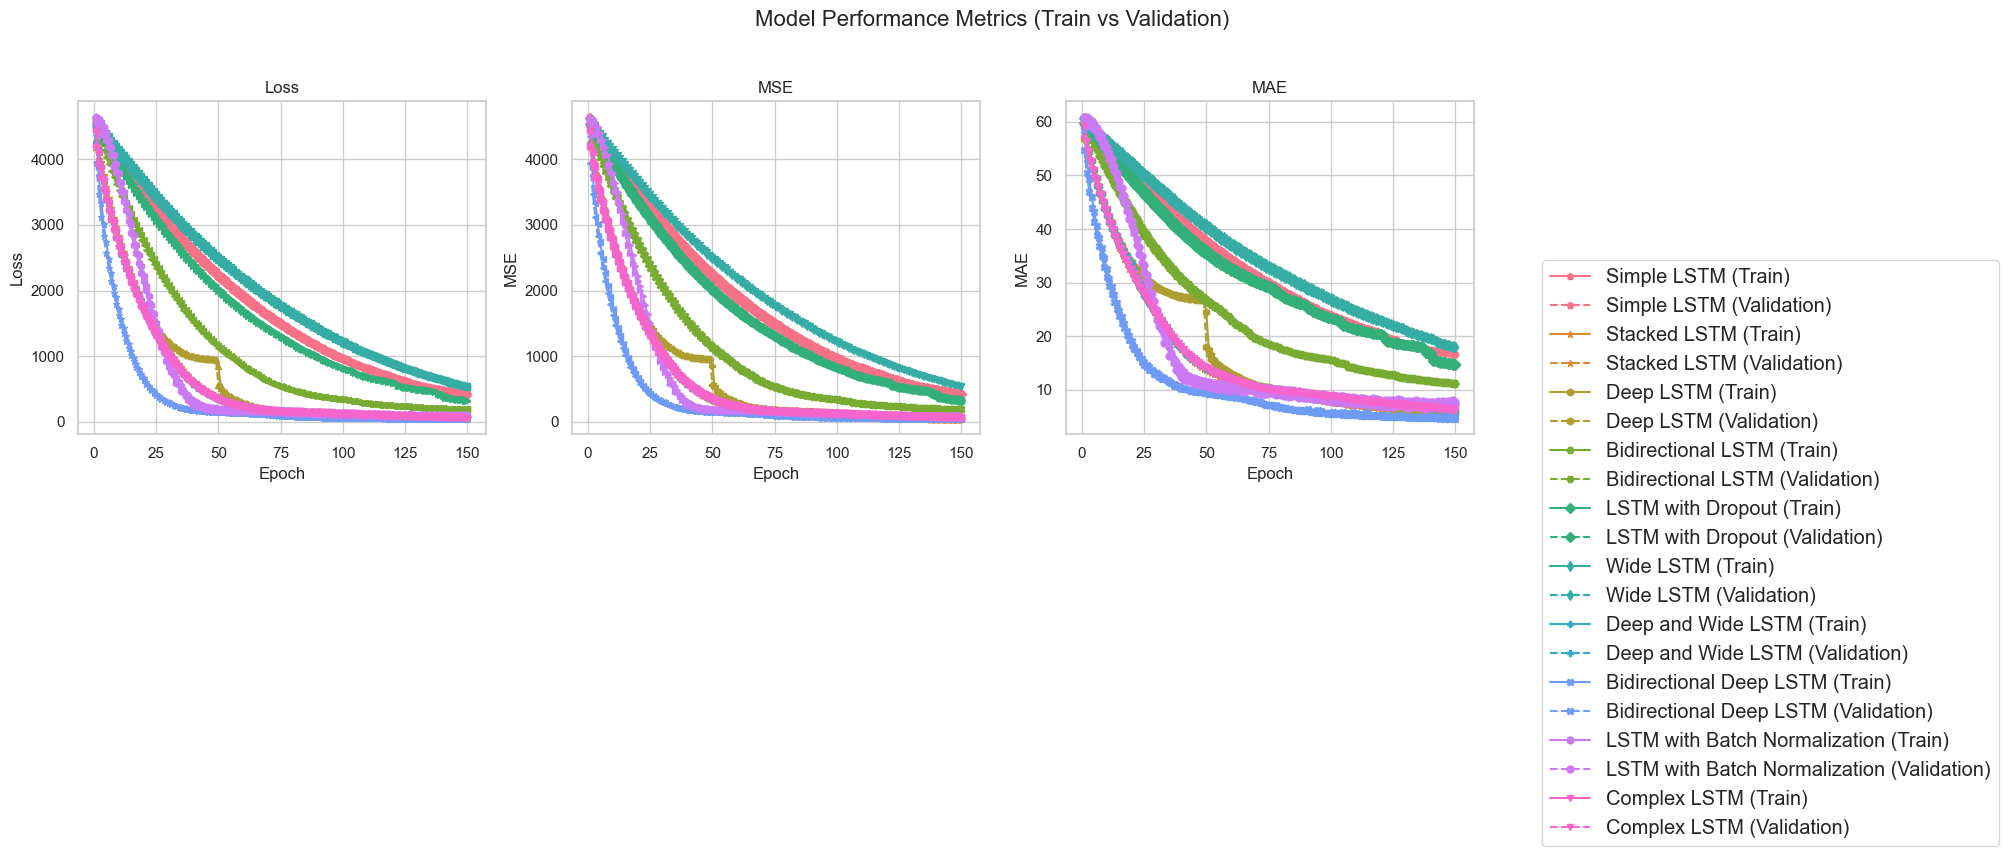 Model Performance Metrics (Train vs Validation)
Loss
Loss
4000
3000
2000
1000
0
0 25 50 75 100 125 150
Epoch
MSE
MSE
4000
3000
2000
1000
0
0 25 50 75 100 125 150
Epoch
MAE
MAE
60
50
40
30
20
10
0 25 50 75 100 125 150
Epoch
Simple LSTM (Train)
Simple LSTM (Validation)
Stacked LSTM (Train)
Stacked LSTM (Validation)
Deep LSTM (Train)
Deep LSTM (Validation)
Bidirectional LSTM (Train)
Bidirectional LSTM (Validation)
LSTM with Dropout (Train)
LSTM with Dropout (Validation)
Wide LSTM (Train)
Wide LSTM (Validation)
Deep and Wide LSTM (Train)
Deep and Wide LSTM (Validation)
Bidirectional Deep LSTM (Train)
Bidirectional Deep LSTM (Validation)
LSTM with Batch Normalization (Train)
LSTM with Batch Normalization (Validation)
Complex LSTM (Train)
Complex LSTM (Validation)